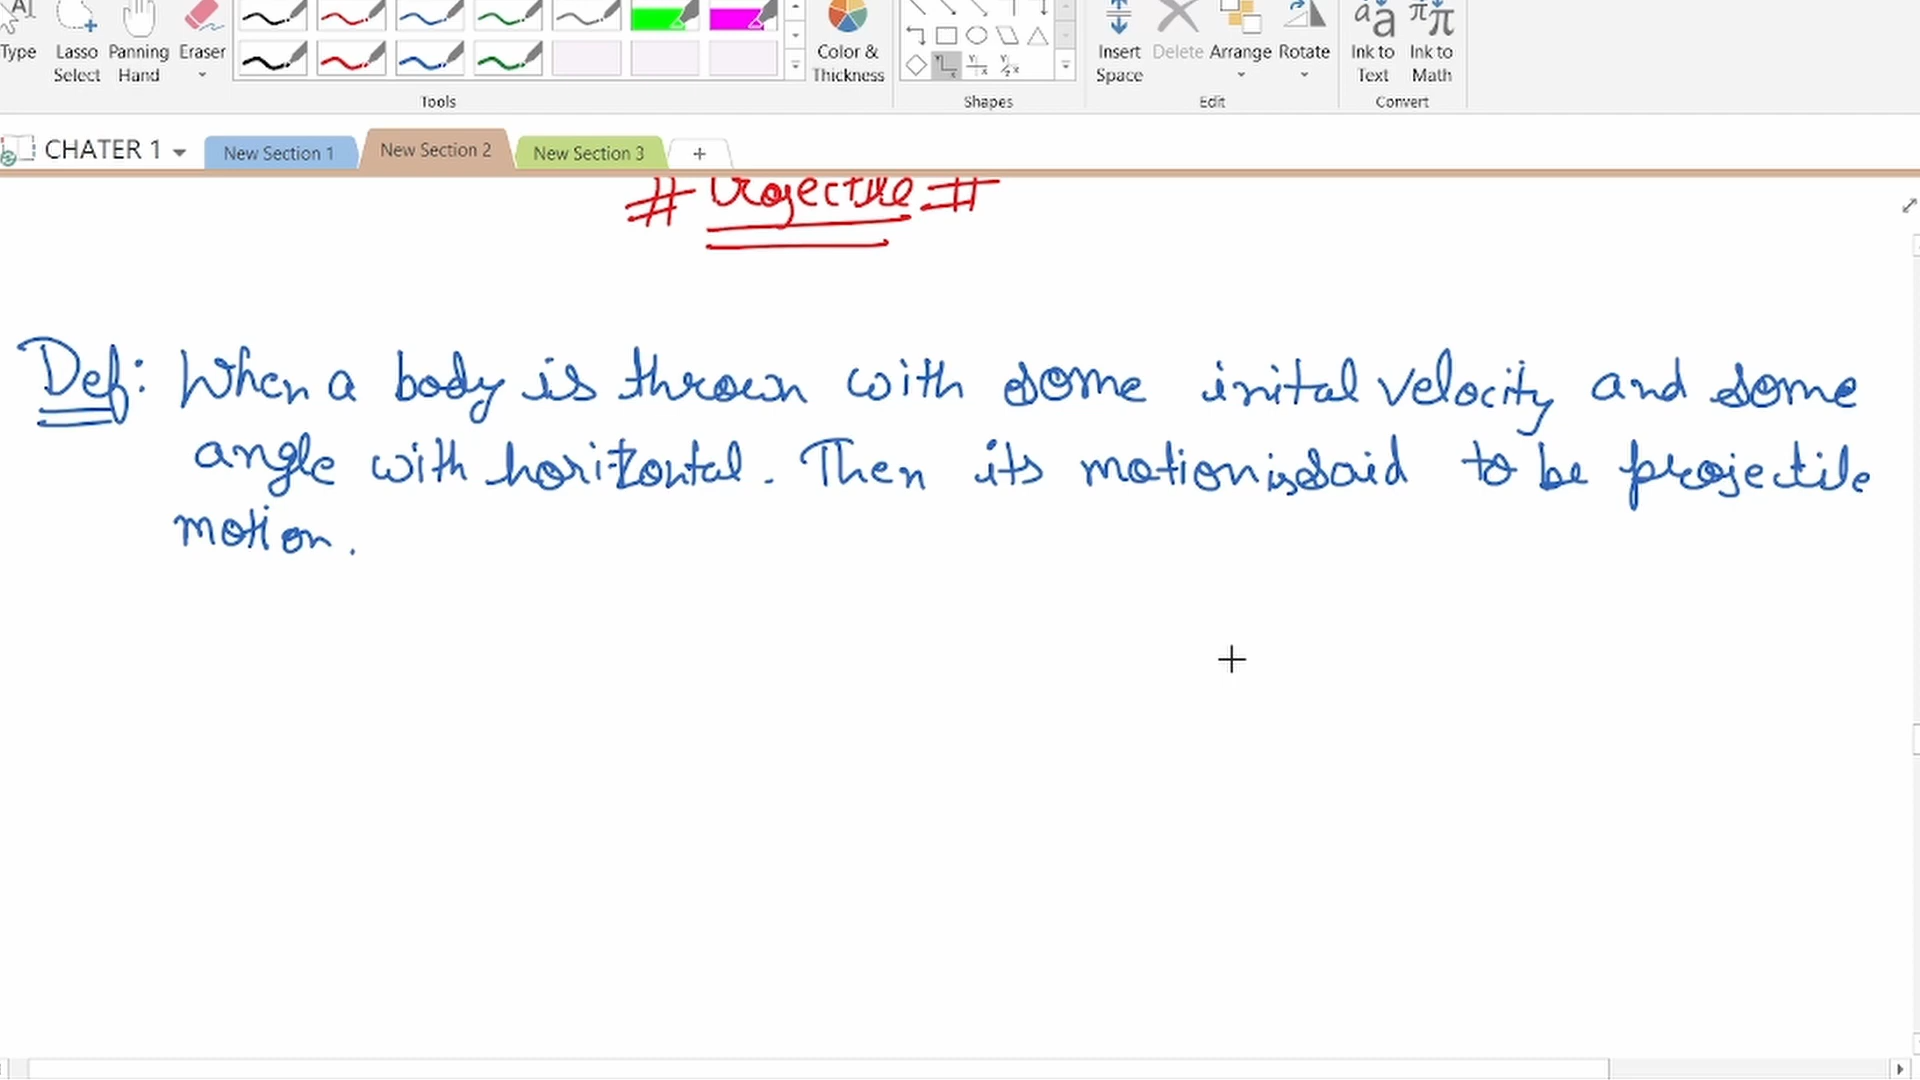 Type
Lasso Select
Panning Hand
Eraser
Color & Thickness
Insert Space
Delete
Arrange
Rotate
Ink to Text
Ink to Math
Tools
Shapes
Edit
Convert
CHATER 1
New Section 1
New Section 2
New Section 3
# Projectile #
Def: When a body is thrown with some inital velocity and some
angle with horizontal. Then its motion is said to be projectile
motion.